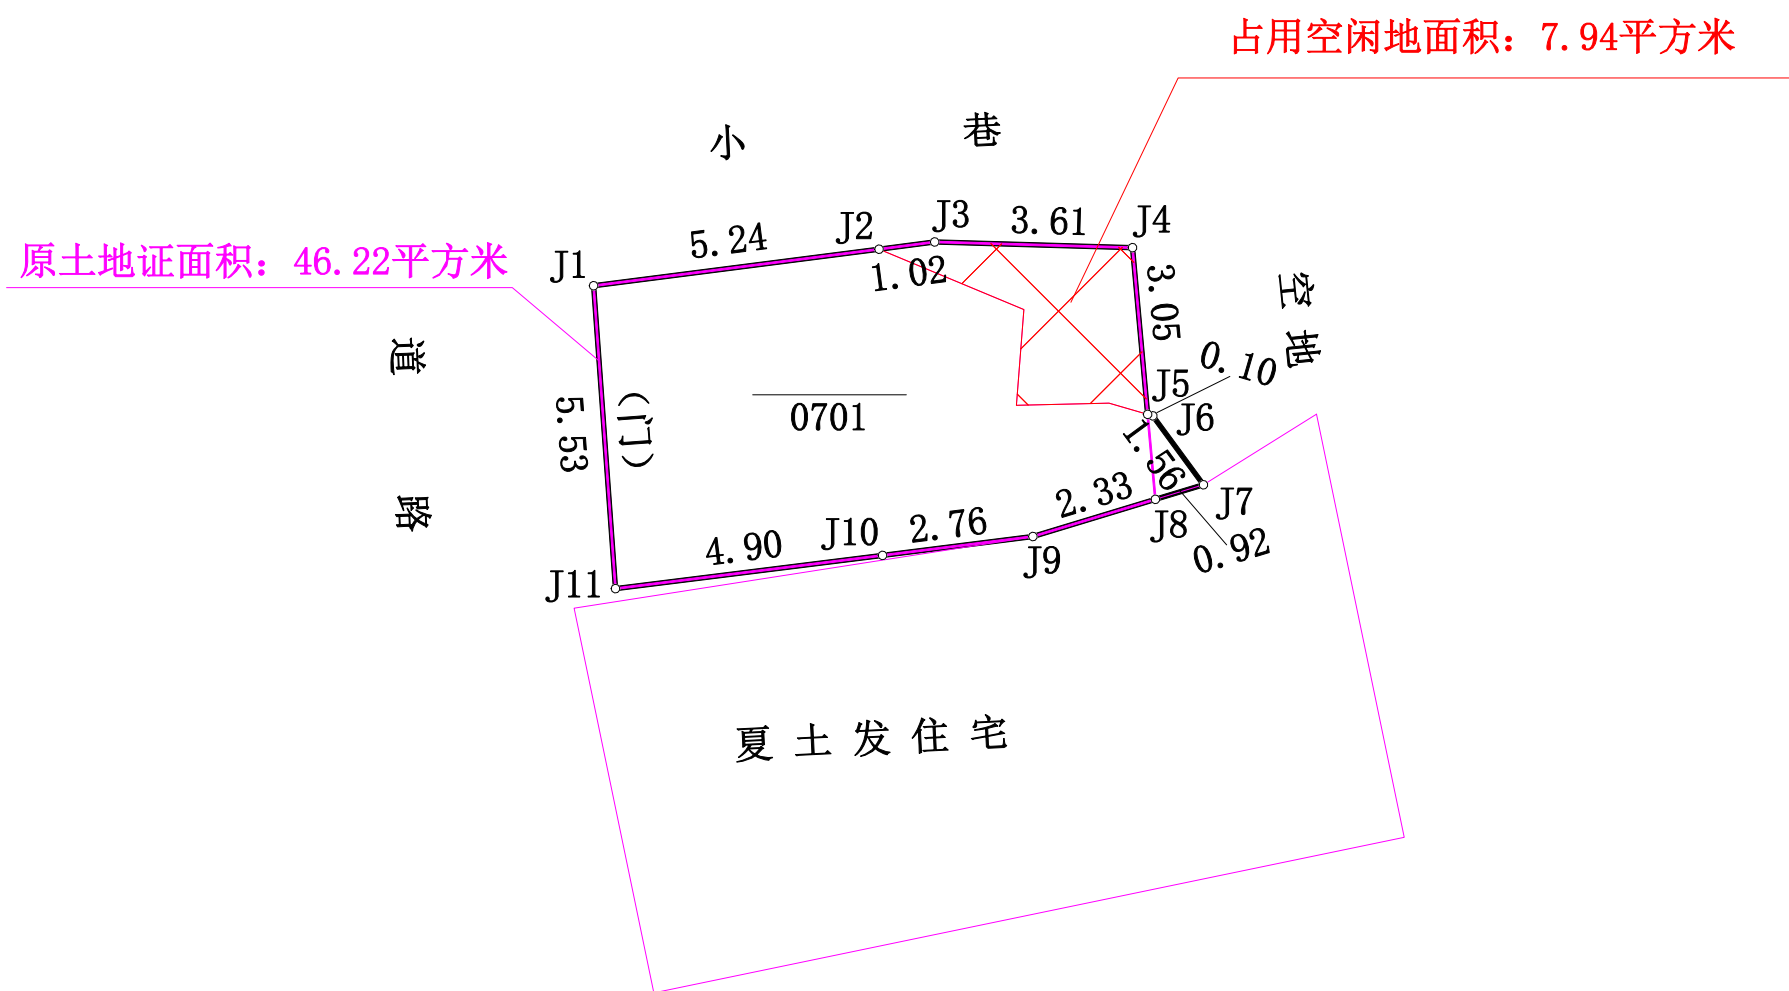 占用空闲地面积：7.94平方米
小 巷
原土地证面积：46.22平方米
J1
5.24
J2
J3
3.61
J4
1.02
3.05
空地
道路
5.53
(门)
0701
0.10
J5
J6
1.56
2.33
J7
J8
0.92
J9
2.76
J10
4.90
J11
夏土发住宅